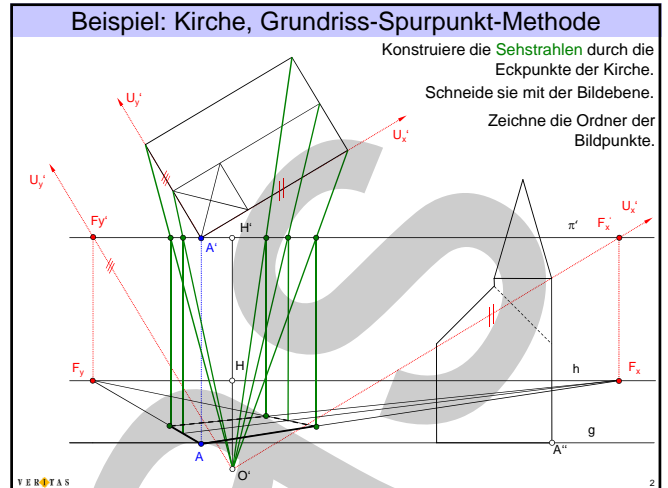 Beispiel: Kirche, Grundriss-Spurpunkt-Methode
Konstruiere die Sehstrahlen durch die
Eckpunkte der Kirche.
Schneide sie mit der Bildebene.
Zeichne die Ordner der
Bildpunkte.
Uy'
Ux'
Uy'
Fy'
H'
A'
π'
Fx'
Ux'
Fy
H
h
Fx
A
g
A''
O'
VERITAS
2